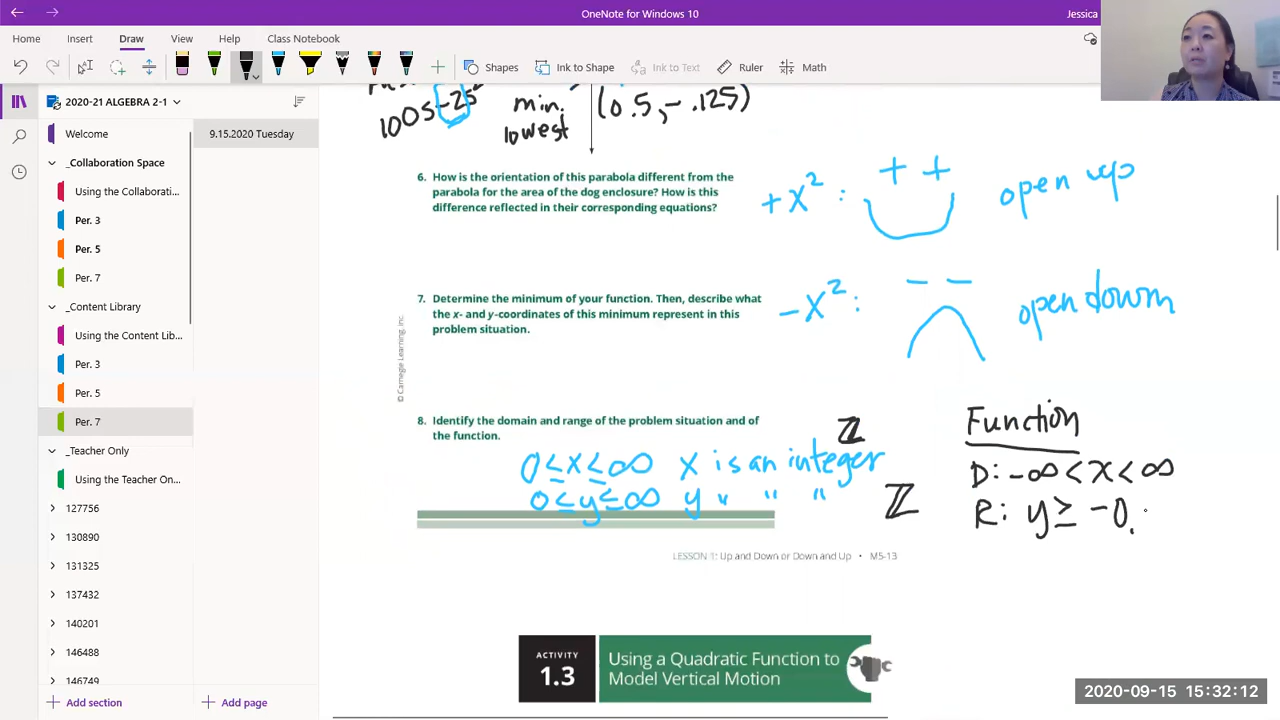 OneNote for Windows 10
Jessica
Home Insert Draw View Help Class Notebook
Shapes Ink to Shape Ink to Text Ruler Math
2020-21 ALGEBRA 2-1
Welcome
_Collaboration Space
Using the Collaborati...
Per. 3
Per. 5
Per. 7
_Content Library
Using the Content Lib...
Per. 3
Per. 5
Per. 7
_Teacher Only
Using the Teacher On...
127756
130890
131325
137432
140201
146488
146749
Add section
9.15.2020 Tuesday
Add page
100s-2s²
min.
lowest
(0.5, -.125)
6. How is the orientation of this parabola different from the
parabola for the area of the dog enclosure? How is this
difference reflected in their corresponding equations?
+x²: + + open up
7. Determine the minimum of your function. Then, describe what
the x- and y-coordinates of this minimum represent in this
problem situation.
-x²: — — open down
© Carnegie Learning, Inc.
8. Identify the domain and range of the problem situation and of
the function.
ℤ
0≤x≤∞ x is an integer
0≤y≤∞ y " " "
ℤ
Function
D: -∞<x<∞
R: y≥ -0.
LESSON 1: Up and Down or Down and Up • M5-13
ACTIVITY
1.3
Using a Quadratic Function to
Model Vertical Motion
2020-09-15 15:32:12